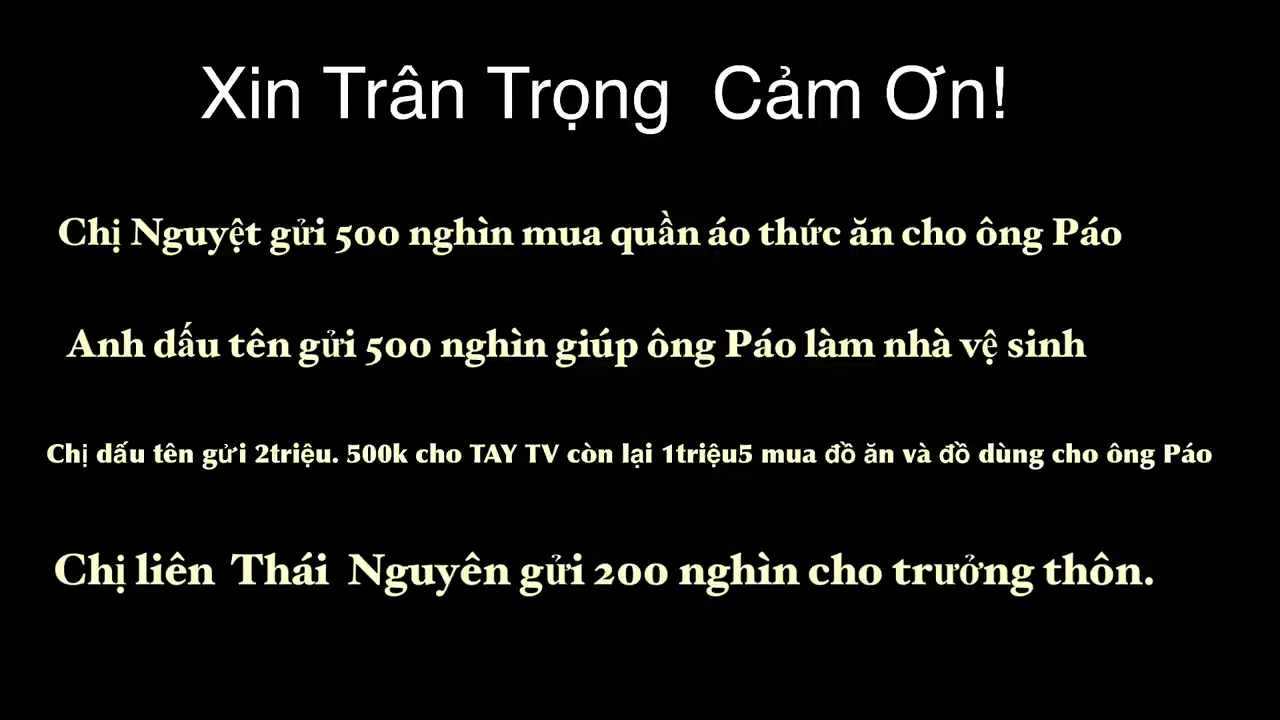 Xin Trân Trọng Cảm Ơn!
Chị Nguyệt gửi 500 nghìn mua quần áo thức ăn cho ông Páo
Anh dấu tên gửi 500 nghìn giúp ông Páo làm nhà vệ sinh
Chị dấu tên gửi 2triệu. 500k cho TAY TV còn lại 1triệu5 mua đồ ăn và đồ dùng cho ông Páo
Chị liên Thái Nguyên gửi 200 nghìn cho trưởng thôn.